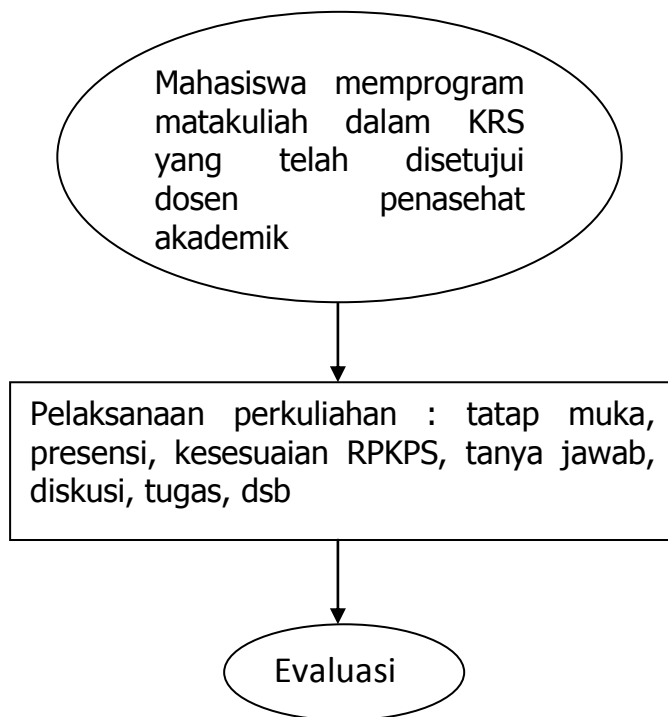 Mahasiswa memprogram
matakuliah dalam KRS
yang telah disetujui
dosen penasehat
akademik
Pelaksanaan perkuliahan : tatap muka,
presensi, kesesuaian RPKPS, tanya jawab,
diskusi, tugas, dsb
Evaluasi